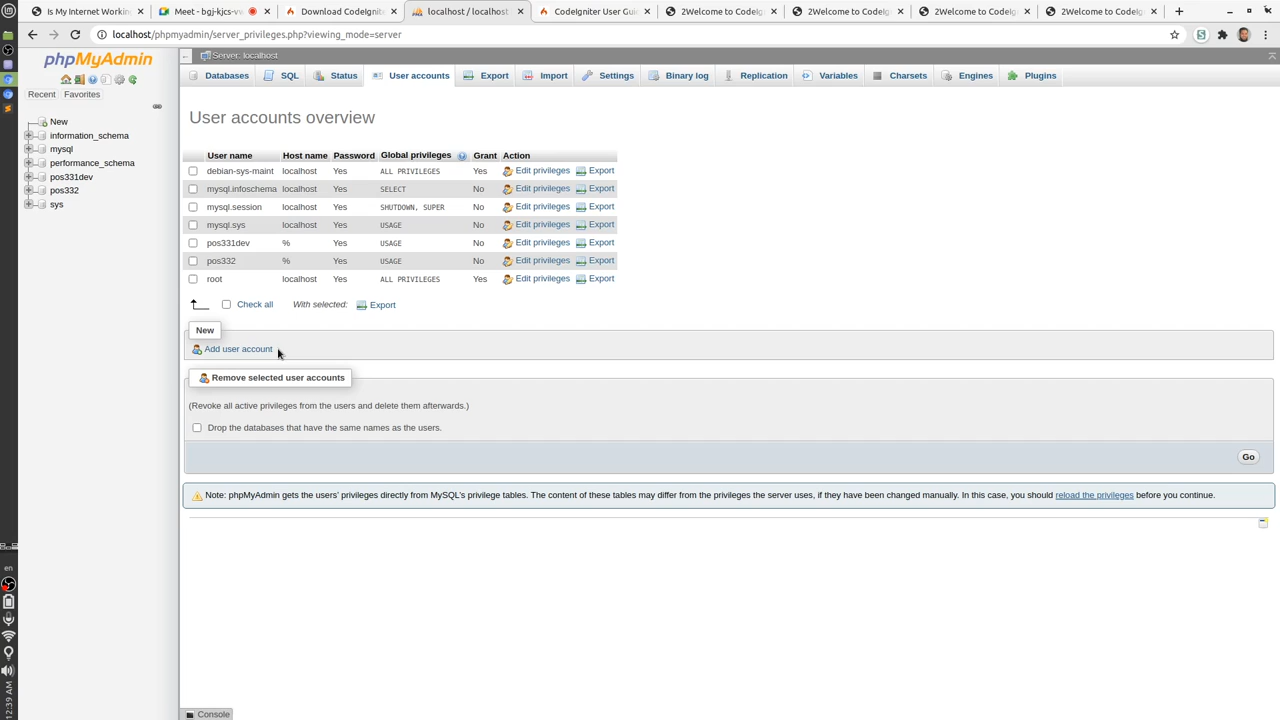 Is My Internet Working
Meet - bgj-kjcs-vv
Download CodeIgnite
localhost / localhost
CodeIgniter User Gui
2Welcome to CodeIg
2Welcome to CodeIg
2Welcome to CodeIg
2Welcome to CodeIg
localhost/phpmyadmin/server_privileges.php?viewing_mode=server
phpMyAdmin
Recent Favorites
New
information_schema
mysql
performance_schema
pos331dev
pos332
sys
Server: localhost
Databases SQL Status User accounts Export Import Settings Binary log Replication Variables Charsets Engines Plugins
User accounts overview
User name Host name Password Global privileges Grant Action
debian-sys-maint localhost Yes ALL PRIVILEGES Yes Edit privileges Export
mysql.infoschema localhost Yes SELECT No Edit privileges Export
mysql.session localhost Yes SHUTDOWN, SUPER No Edit privileges Export
mysql.sys localhost Yes USAGE No Edit privileges Export
pos331dev % Yes USAGE No Edit privileges Export
pos332 % Yes USAGE No Edit privileges Export
root localhost Yes ALL PRIVILEGES Yes Edit privileges Export
Check all With selected: Export
New
Add user account
Remove selected user accounts
(Revoke all active privileges from the users and delete them afterwards.)
Drop the databases that have the same names as the users.
Go
Note: phpMyAdmin gets the users' privileges directly from MySQL's privilege tables. The content of these tables may differ from the privileges the server uses, if they have been changed manually. In this case, you should reload the privileges before you continue.
Console
en
12:39 AM